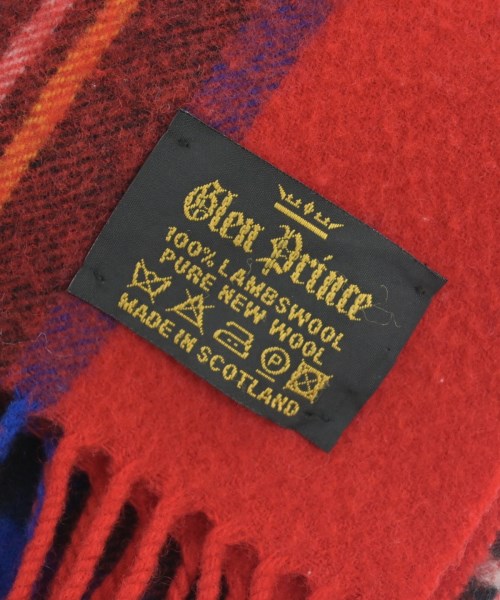 Glen Prince
100% LAMBSWOOL
PURE NEW WOOL
P
MADE IN SCOTLAND